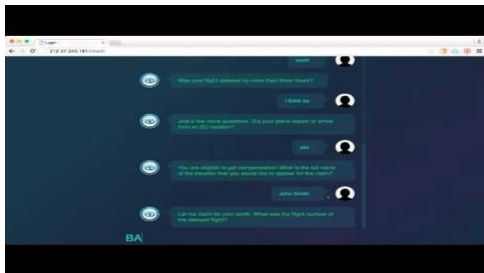 Login
sure
Was your flight delayed by more than three hours?
I think so
Just a few more questions. Did your plane depart or arrive
from an EU location?
yes
You are eligible to get compensation! What is the full name
of the traveller that you would like to appear for the claim?
John Smith
Let me claim for john smith. What was the flight number of
the delayed flight?
BA